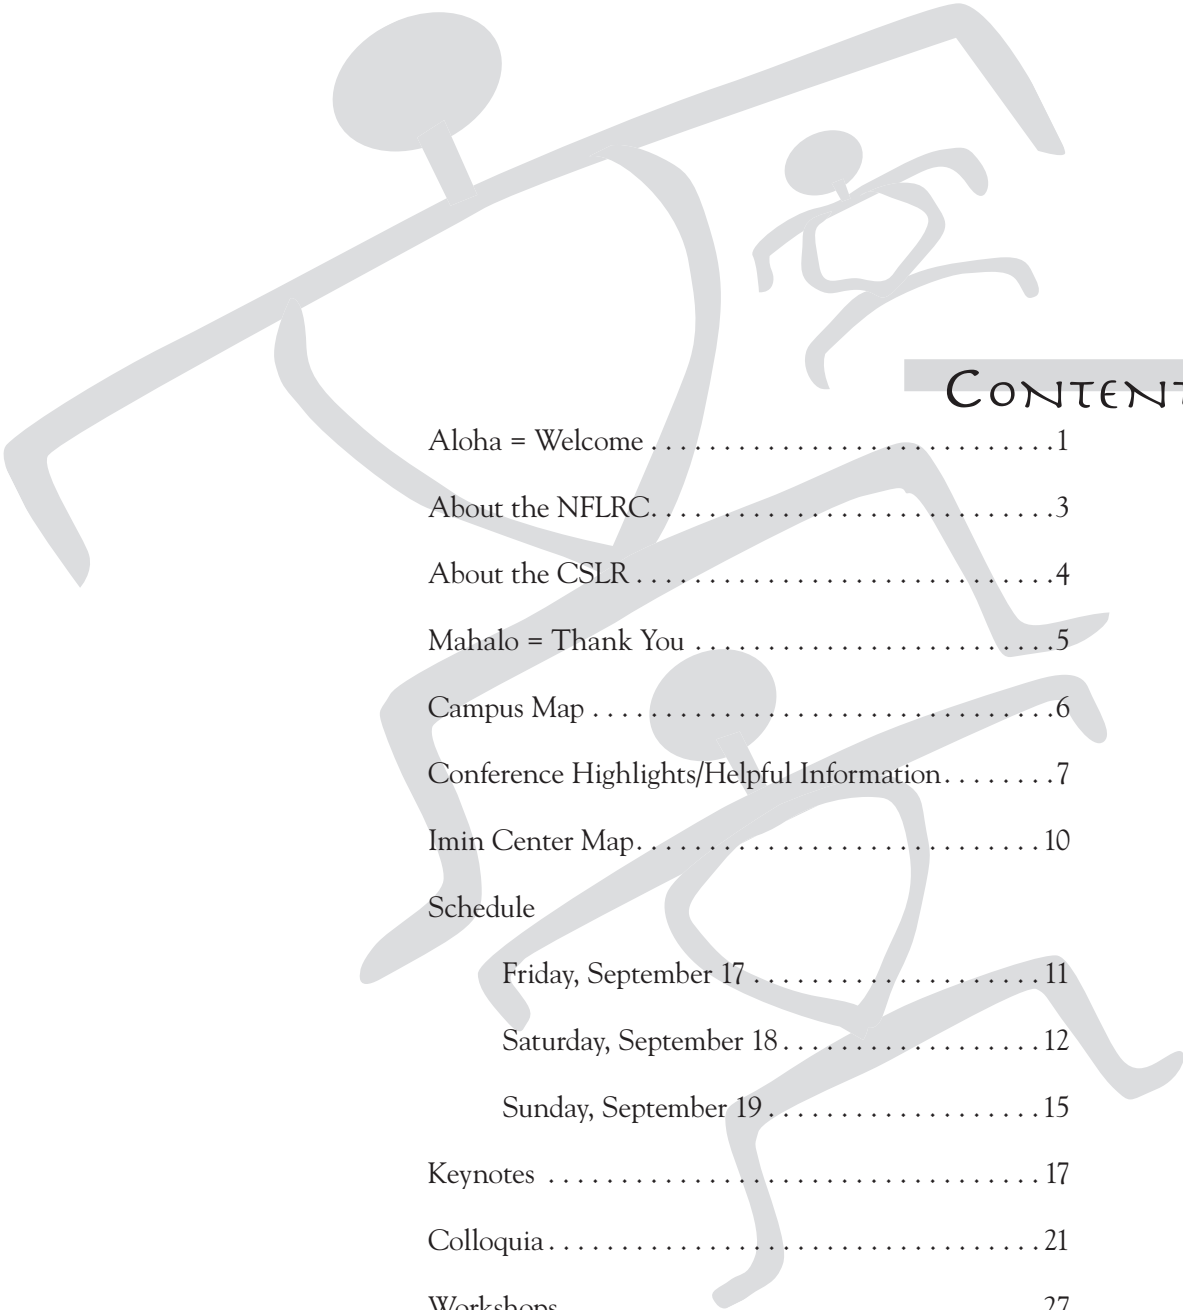 CONTENT
Aloha = Welcome . . . . . . . . . . . . . . . . . . . . . . . . . . . .1
About the NFLRC. . . . . . . . . . . . . . . . . . . . . . . . . . . .3
About the CSLR . . . . . . . . . . . . . . . . . . . . . . . . . . . . .4
Mahalo = Thank You . . . . . . . . . . . . . . . . . . . . . . . . .5
Campus Map . . . . . . . . . . . . . . . . . . . . . . . . . . . . . . . .6
Conference Highlights/Helpful Information. . . . . . . .7
Imin Center Map. . . . . . . . . . . . . . . . . . . . . . . . . . . . 10
Schedule
Friday, September 17 . . . . . . . . . . . . . . . . . . . . 11
Saturday, September 18 . . . . . . . . . . . . . . . . . . 12
Sunday, September 19 . . . . . . . . . . . . . . . . . . . 15
Keynotes . . . . . . . . . . . . . . . . . . . . . . . . . . . . . . . . . . 17
Colloquia . . . . . . . . . . . . . . . . . . . . . . . . . . . . . . . . . . 21
Workshops 27